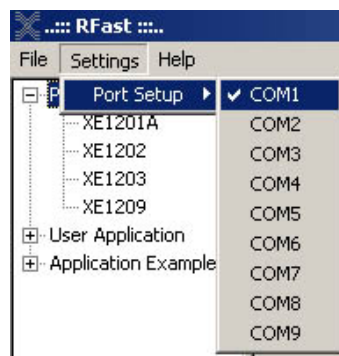 ..::: RFast :::..
File Settings Help
P Port Setup COM1
XE1201A COM2
XE1202 COM3
XE1203 COM4
XE1209 COM5
User Application COM6
Application Example COM7
COM8
COM9